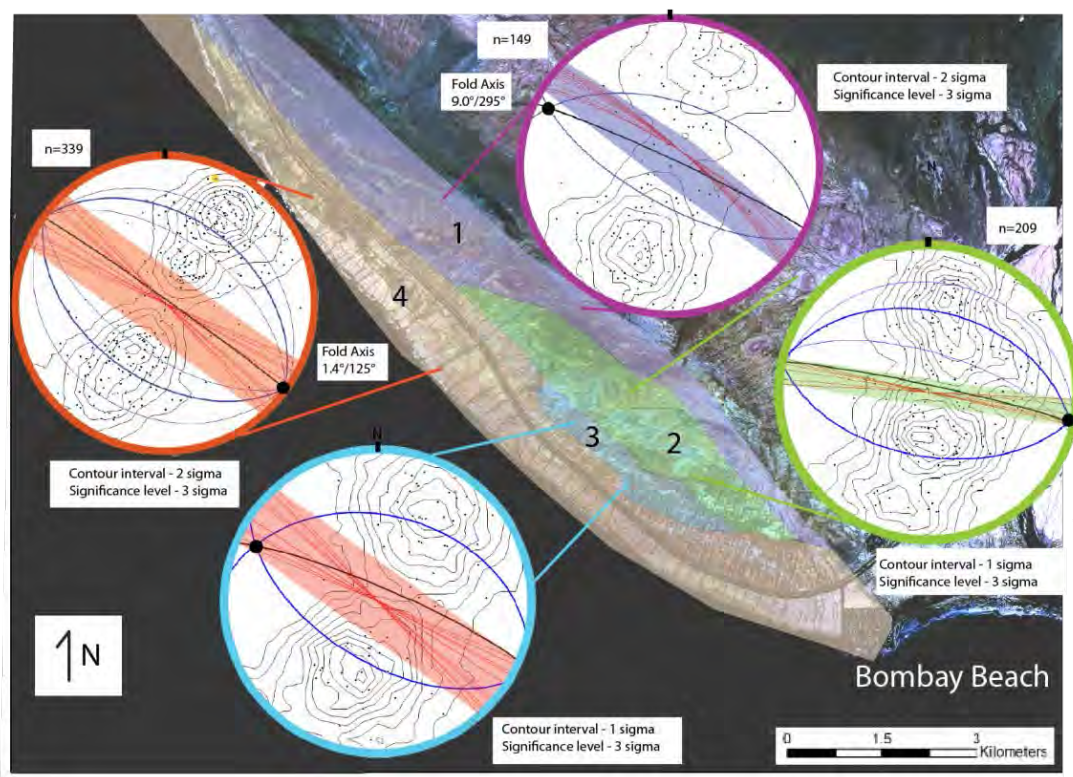 n=149
Fold Axis
9.0°/295°
Contour interval - 2 sigma
Significance level - 3 sigma
n=339
N
n=209
1
4
Fold Axis
1.4°/125°
3
2
N
Contour interval - 2 sigma
Significance level - 3 sigma
Contour interval - 1 sigma
Significance level - 3 sigma
N
Bombay Beach
Contour interval - 1 sigma
Significance level - 3 sigma
0 1.5 3
Kilometers